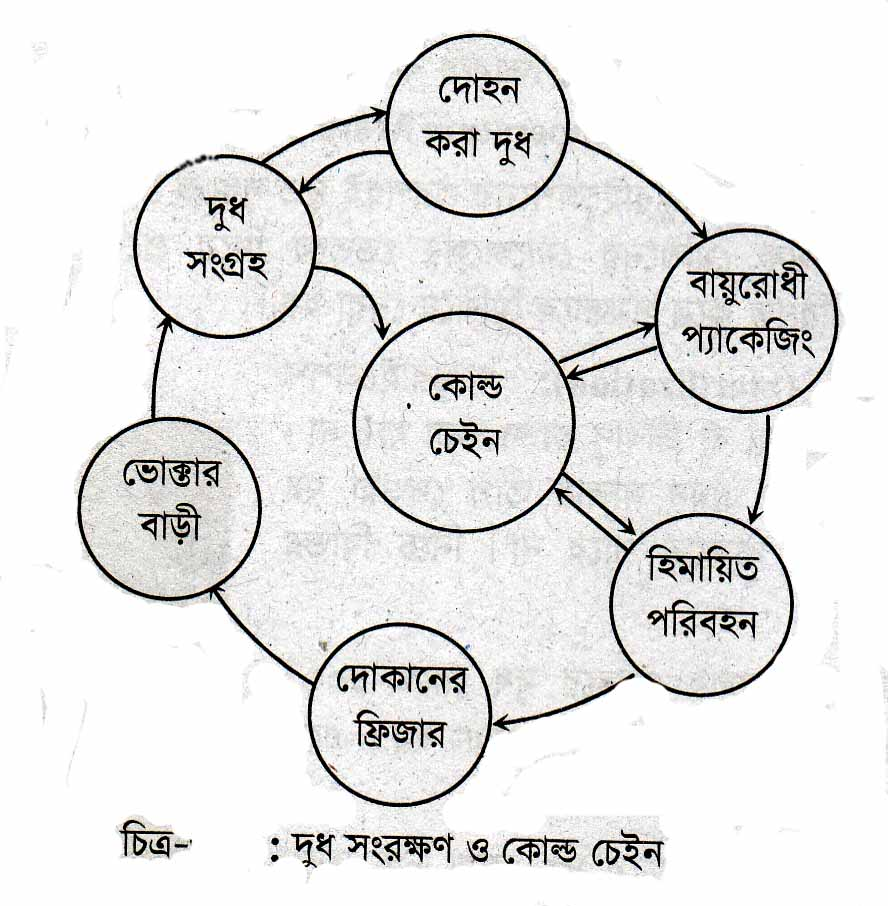 দোহন
করা দুধ
দুধ
সংগ্রহ
বায়ুরোধী
প্যাকেজিং
কোল্ড
চেইন
ভোক্তার
বাড়ী
হিমায়িত
পরিবহন
দোকানের
ফ্রিজার
চিত্র- : দুধ সংরক্ষণ ও কোল্ড চেইন